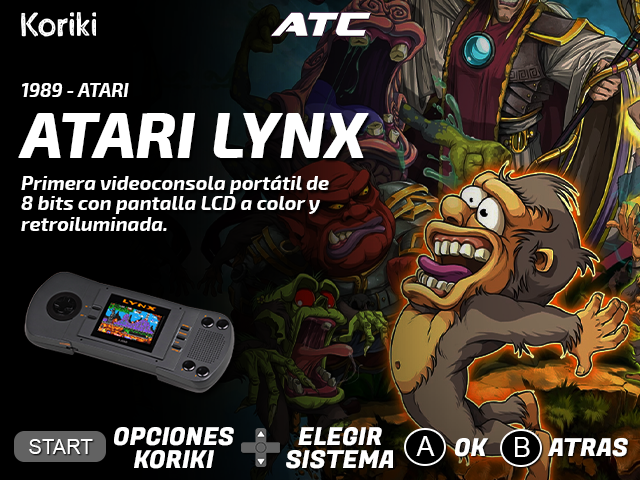 Koriki
ATC
1989 - ATARI
ATARI LYNX
Primera videoconsola portátil de
8 bits con pantalla LCD a color y
retroiluminada.
LYNX
START
OPCIONES
KORIKI
ELEGIR
SISTEMA
A OK
B ATRAS